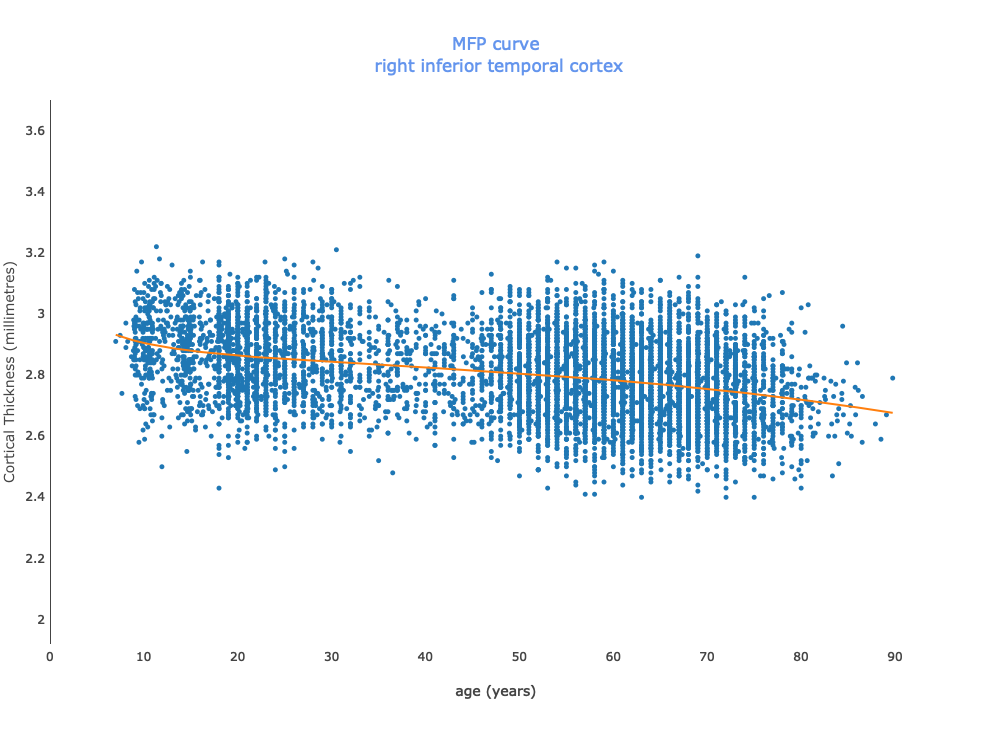 MFP curve
right inferior temporal cortex
Cortical Thickness (millimetres)
3.6
3.4
3.2
3
2.8
2.6
2.4
2.2
2
0 10 20 30 40 50 60 70 80 90
age (years)